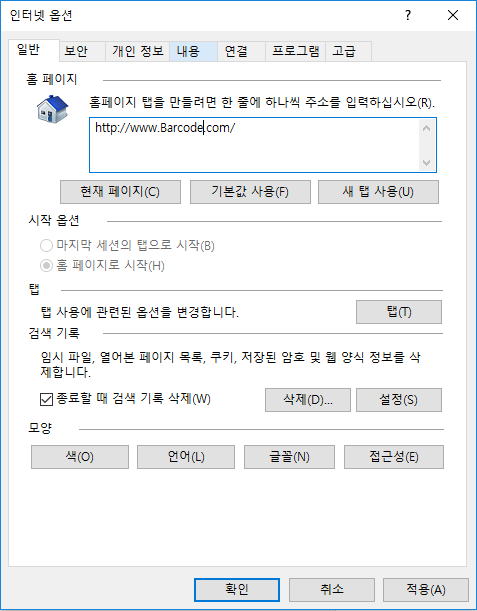 인터넷 옵션
일반 보안 개인 정보 내용 연결 프로그램 고급
홈 페이지
홈페이지 탭을 만들려면 한 줄에 하나씩 주소를 입력하십시오(R).
http://www.Barcode.com/
현재 페이지(C) 기본값 사용(F) 새 탭 사용(U)
시작 옵션
마지막 세션의 탭으로 시작(B)
홈 페이지로 시작(H)
탭
탭 사용에 관련된 옵션을 변경합니다. 탭(T)
검색 기록
임시 파일, 열어본 페이지 목록, 쿠키, 저장된 암호 및 웹 양식 정보를 삭
제합니다.
종료할 때 검색 기록 삭제(W) 삭제(D)... 설정(S)
모양
색(O) 언어(L) 글꼴(N) 접근성(E)
확인 취소 적용(A)